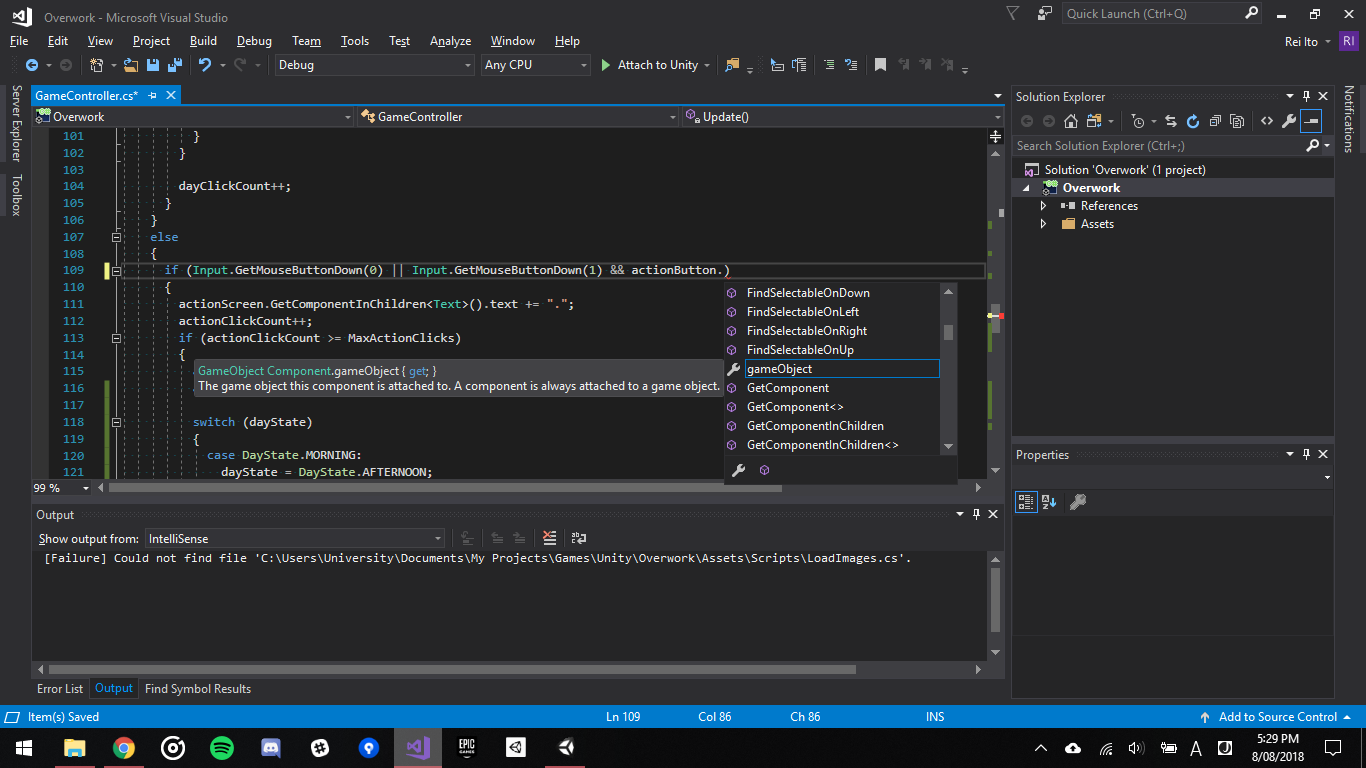 Overwork - Microsoft Visual Studio
Quick Launch (Ctrl+Q)
File Edit View Project Build Debug Team Tools Test Analyze Window Help
Rei Ito RI
Debug Any CPU Attach to Unity
Server Explorer
Toolbox
Notifications
GameController.cs*
Overwork GameController Update()
101 }
102 }
103
104 dayClickCount++;
105 }
106 }
107 else
108 {
109 if (Input.GetMouseButtonDown(0) || Input.GetMouseButtonDown(1) && actionButton.)
110 {
111 actionScreen.GetComponentInChildren<Text>().text += ".";
112 actionClickCount++;
113 if (actionClickCount >= MaxActionClicks)
114 {
115
116
117
118 switch (dayState)
119 {
120 case DayState.MORNING:
121 dayState = DayState.AFTERNOON;
GameObject Component.gameObject { get; }
The game object this component is attached to. A component is always attached to a game object.
FindSelectableOnDown
FindSelectableOnLeft
FindSelectableOnRight
FindSelectableOnUp
gameObject
GetComponent
GetComponent<>
GetComponentInChildren
GetComponentInChildren<>
99 %
Solution Explorer
Search Solution Explorer (Ctrl+;)
Solution 'Overwork' (1 project)
Overwork
References
Assets
Properties
Output
Show output from: IntelliSense
[Failure] Could not find file 'C:\Users\University\Documents\My Projects\Games\Unity\Overwork\Assets\Scripts\LoadImages.cs'.
Error List Output Find Symbol Results
Item(s) Saved Ln 109 Col 86 Ch 86 INS Add to Source Control
EPIC
GAMES
A
5:29 PM
8/08/2018